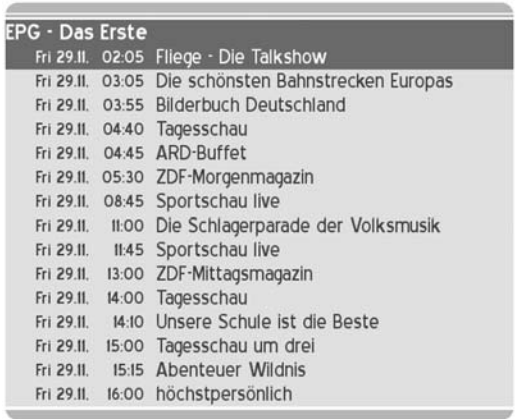 EPG - Das Erste
Fri 29.11. 02:05 Fliege - Die Talkshow
Fri 29.11. 03:05 Die schönsten Bahnstrecken Europas
Fri 29.11. 03:55 Bilderbuch Deutschland
Fri 29.11. 04:40 Tagesschau
Fri 29.11. 04:45 ARD-Buffet
Fri 29.11. 05:30 ZDF-Morgenmagazin
Fri 29.11. 08:45 Sportschau live
Fri 29.11. 11:00 Die Schlagerparade der Volksmusik
Fri 29.11. 11:45 Sportschau live
Fri 29.11. 13:00 ZDF-Mittagsmagazin
Fri 29.11. 14:00 Tagesschau
Fri 29.11. 14:10 Unsere Schule ist die Beste
Fri 29.11. 15:00 Tagesschau um drei
Fri 29.11. 15:15 Abenteuer Wildnis
Fri 29.11. 16:00 höchstpersönlich